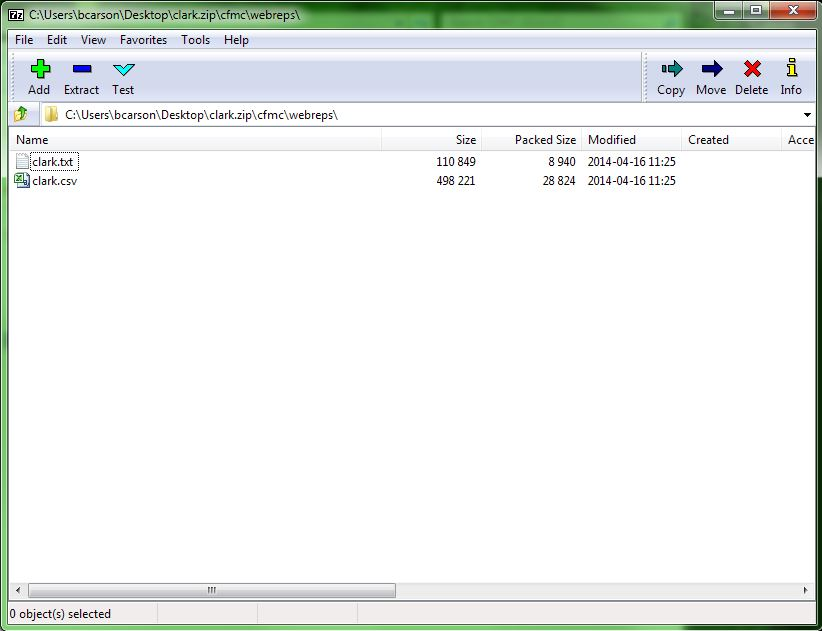 7z C:\Users\bcarson\Desktop\clark.zip\cfmc\webreps\
File Edit View Favorites Tools Help
Add Extract Test Copy Move Delete Info
C:\Users\bcarson\Desktop\clark.zip\cfmc\webreps\
Name Size Packed Size Modified Created Acce
clark.txt 110 849 8 940 2014-04-16 11:25
clark.csv 498 221 28 824 2014-04-16 11:25
0 object(s) selected